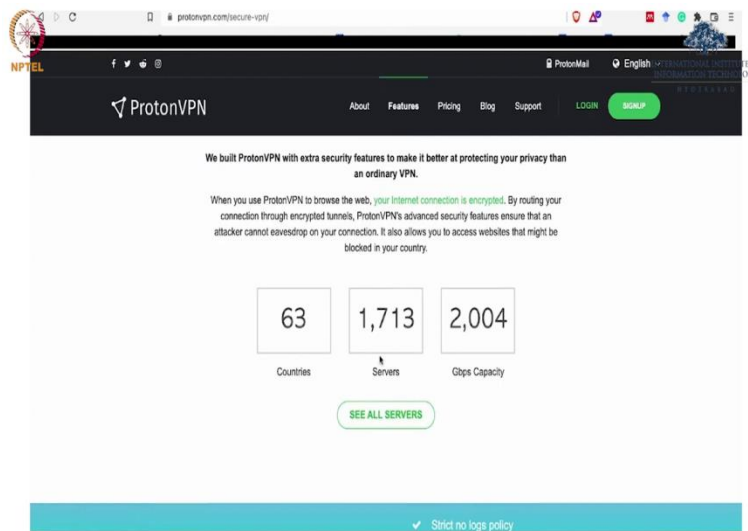 protonvpn.com/secure-vpn/
NPTEL
INTERNATIONAL INSTITUTE
INFORMATION TECHNOLO
HYDERABAD
ProtonMail
English
ProtonVPN
About
Features
Pricing
Blog
Support
LOGIN
SIGNUP
We built ProtonVPN with extra security features to make it better at protecting your privacy than
an ordinary VPN.
When you use ProtonVPN to browse the web, your Internet connection is encrypted. By routing your
connection through encrypted tunnels, ProtonVPN's advanced security features ensure that an
attacker cannot eavesdrop on your connection. It also allows you to access websites that might be
blocked in your country.
63
1,713
2,004
Countries
Servers
Gbps Capacity
SEE ALL SERVERS
Strict no logs policy